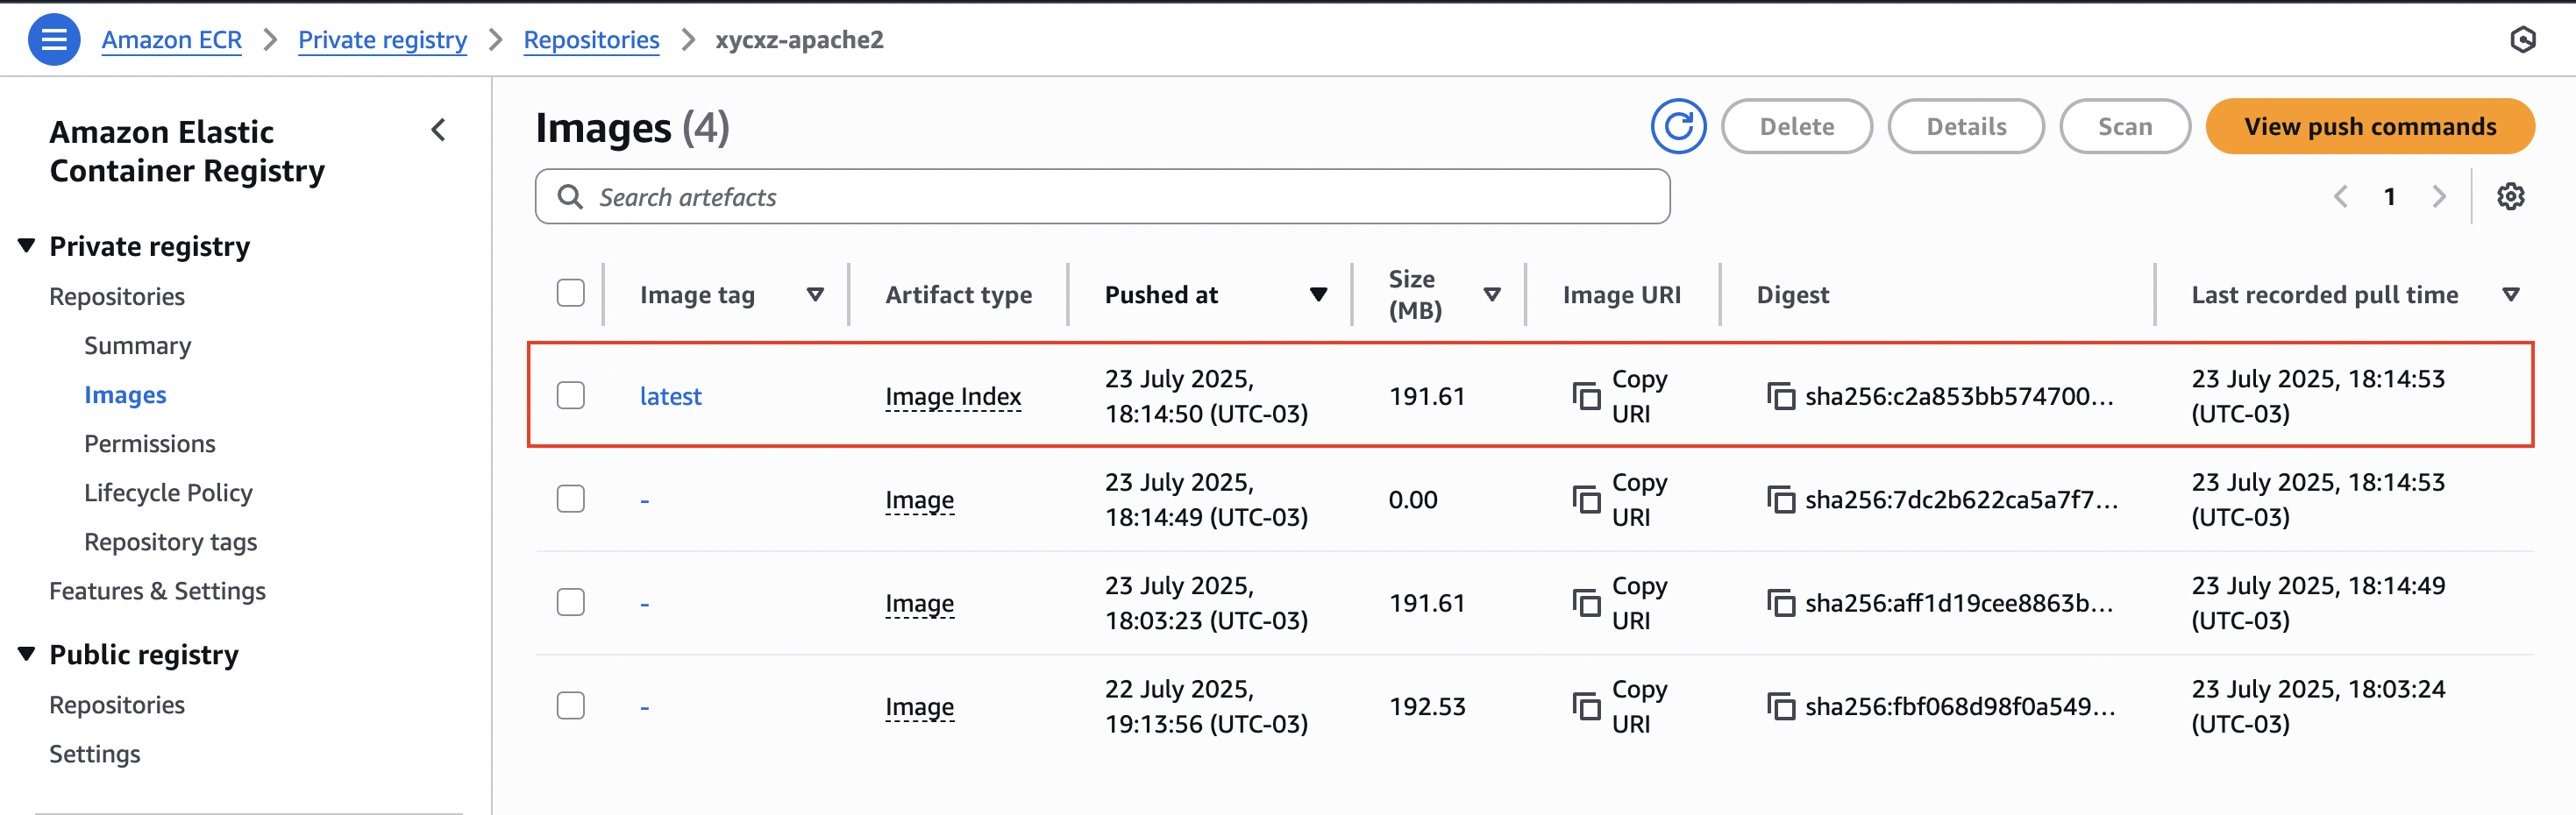 Amazon ECR > Private registry > Repositories > xycxz-apache2
Amazon Elastic
Container Registry
Private registry
Repositories
Summary
Images
Permissions
Lifecycle Policy
Repository tags
Features & Settings
Public registry
Repositories
Settings
Images (4)
Delete
Details
Scan
View push commands
Search artefacts
1
Image tag
Artifact type
Pushed at
Size
(MB)
Image URI
Digest
Last recorded pull time
latest
Image Index
23 July 2025,
18:14:50 (UTC-03)
191.61
Copy
URI
sha256:c2a853bb574700...
23 July 2025, 18:14:53
(UTC-03)
-
Image
23 July 2025,
18:14:49 (UTC-03)
0.00
Copy
URI
sha256:7dc2b622ca5a7f7...
23 July 2025, 18:14:53
(UTC-03)
-
Image
23 July 2025,
18:03:23 (UTC-03)
191.61
Copy
URI
sha256:aff1d19cee8863b...
23 July 2025, 18:14:49
(UTC-03)
-
Image
22 July 2025,
19:13:56 (UTC-03)
192.53
Copy
URI
sha256:fbf068d98f0a549...
23 July 2025, 18:03:24
(UTC-03)